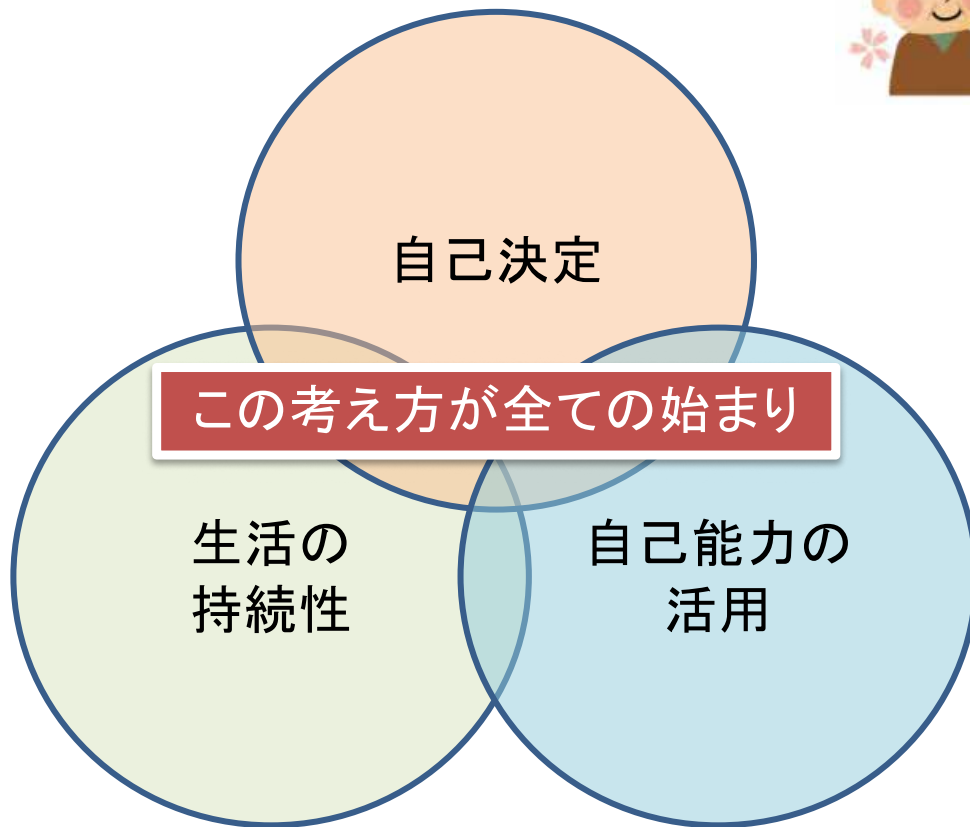 自己決定
この考え方が全ての始まり
生活の
持続性
自己能力の
活用